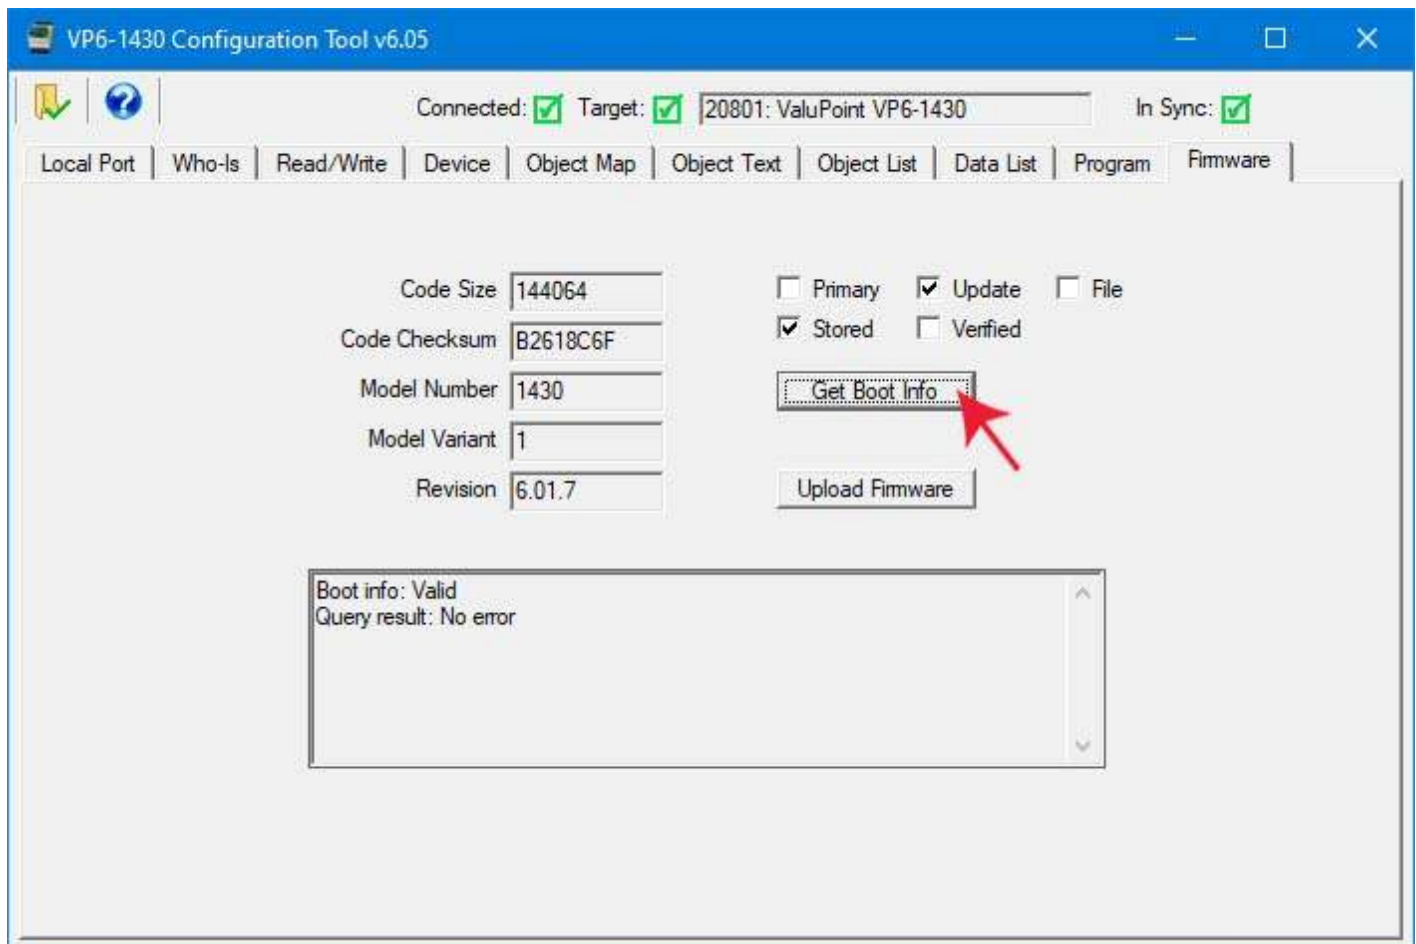 VP6-1430 Configuration Tool v6.05
Connected: Target: 20801: ValuPoint VP6-1430 In Sync:
Local Port Who-Is Read/Write Device Object Map Object Text Object List Data List Program Firmware
Code Size 144064 Primary Update File
Code Checksum B2618C6F Stored Verified
Model Number 1430 Get Boot Info
Model Variant 1
Revision 6.01.7 Upload Firmware
Boot info: Valid
Query result: No error